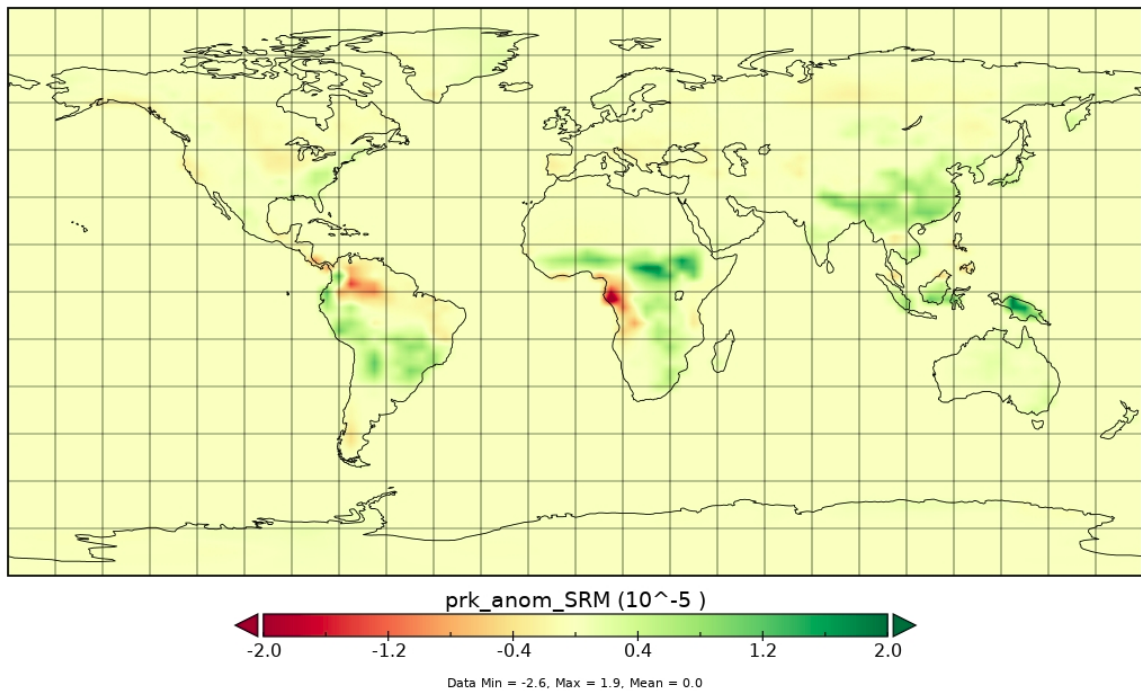 prk_anom_SRM (10^-5 )
-2.0 -1.2 -0.4 0.4 1.2 2.0
Data Min = -2.6, Max = 1.9, Mean = 0.0